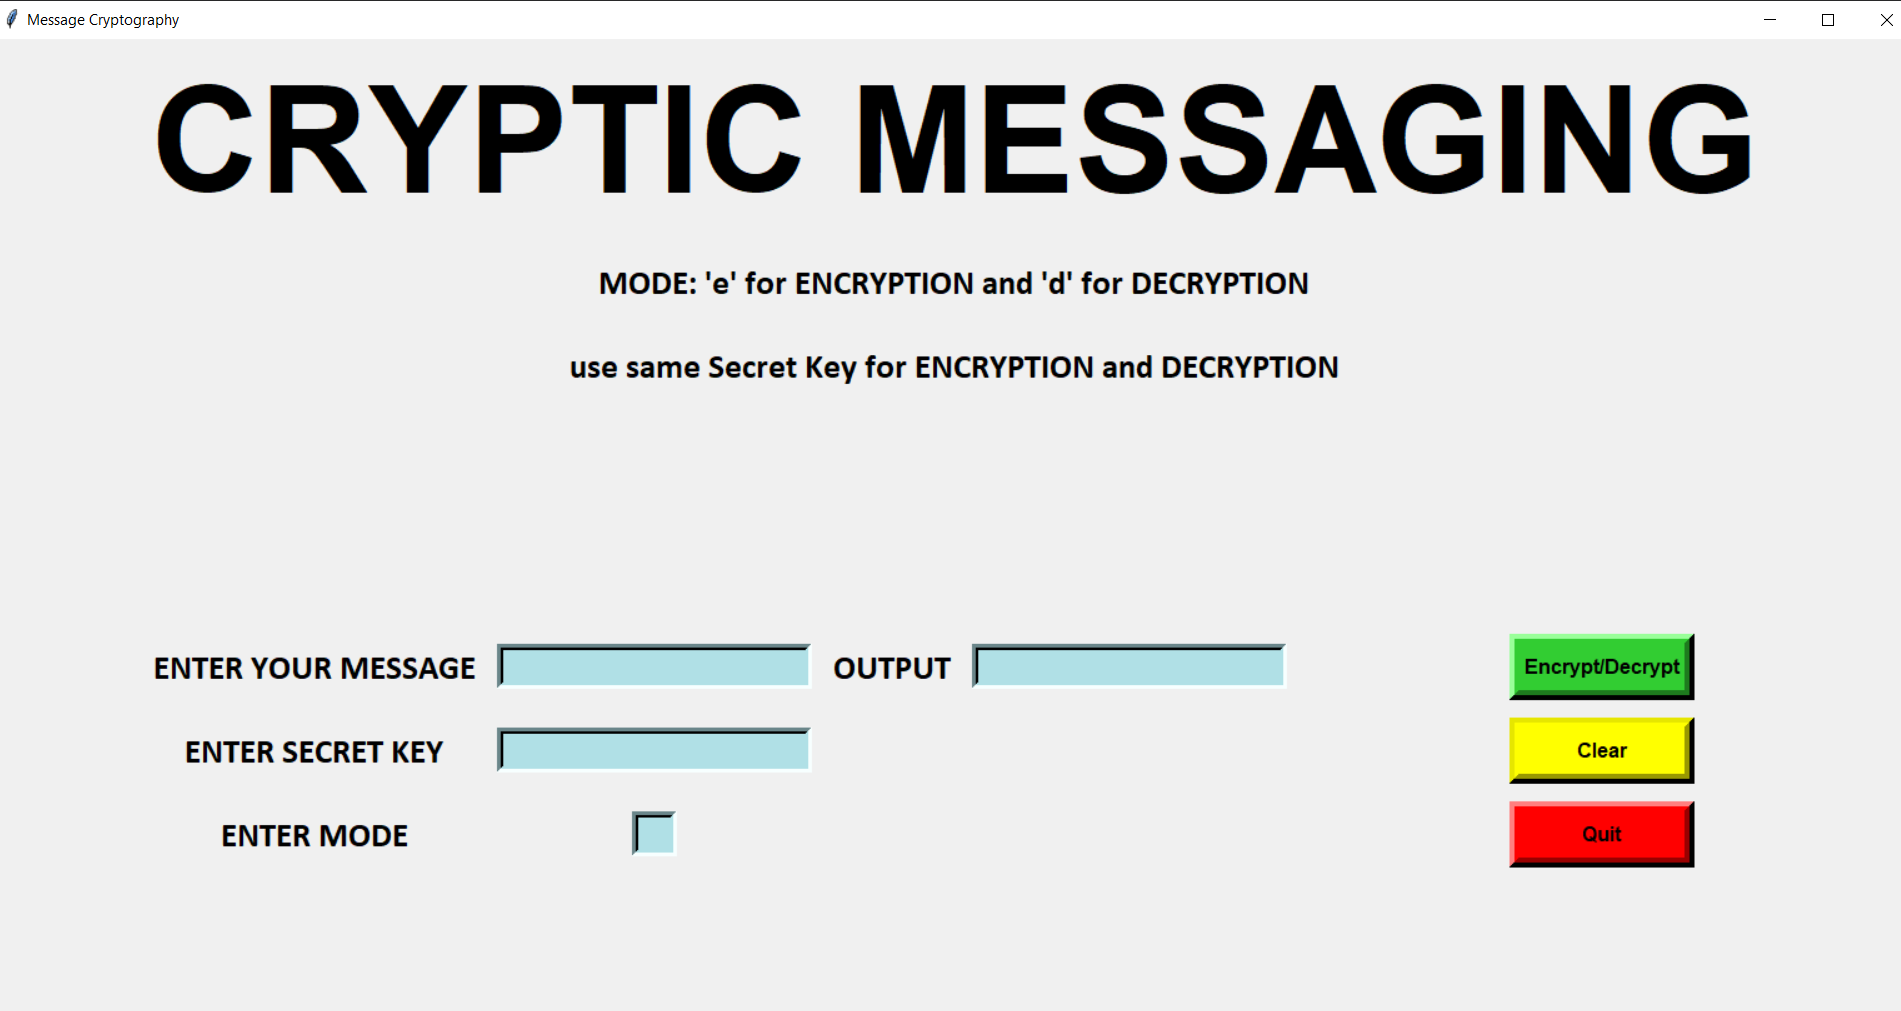 Message Cryptography
CRYPTIC MESSAGING
MODE: 'e' for ENCRYPTION and 'd' for DECRYPTION
use same Secret Key for ENCRYPTION and DECRYPTION
ENTER YOUR MESSAGE OUTPUT Encrypt/Decrypt
ENTER SECRET KEY Clear
ENTER MODE Quit